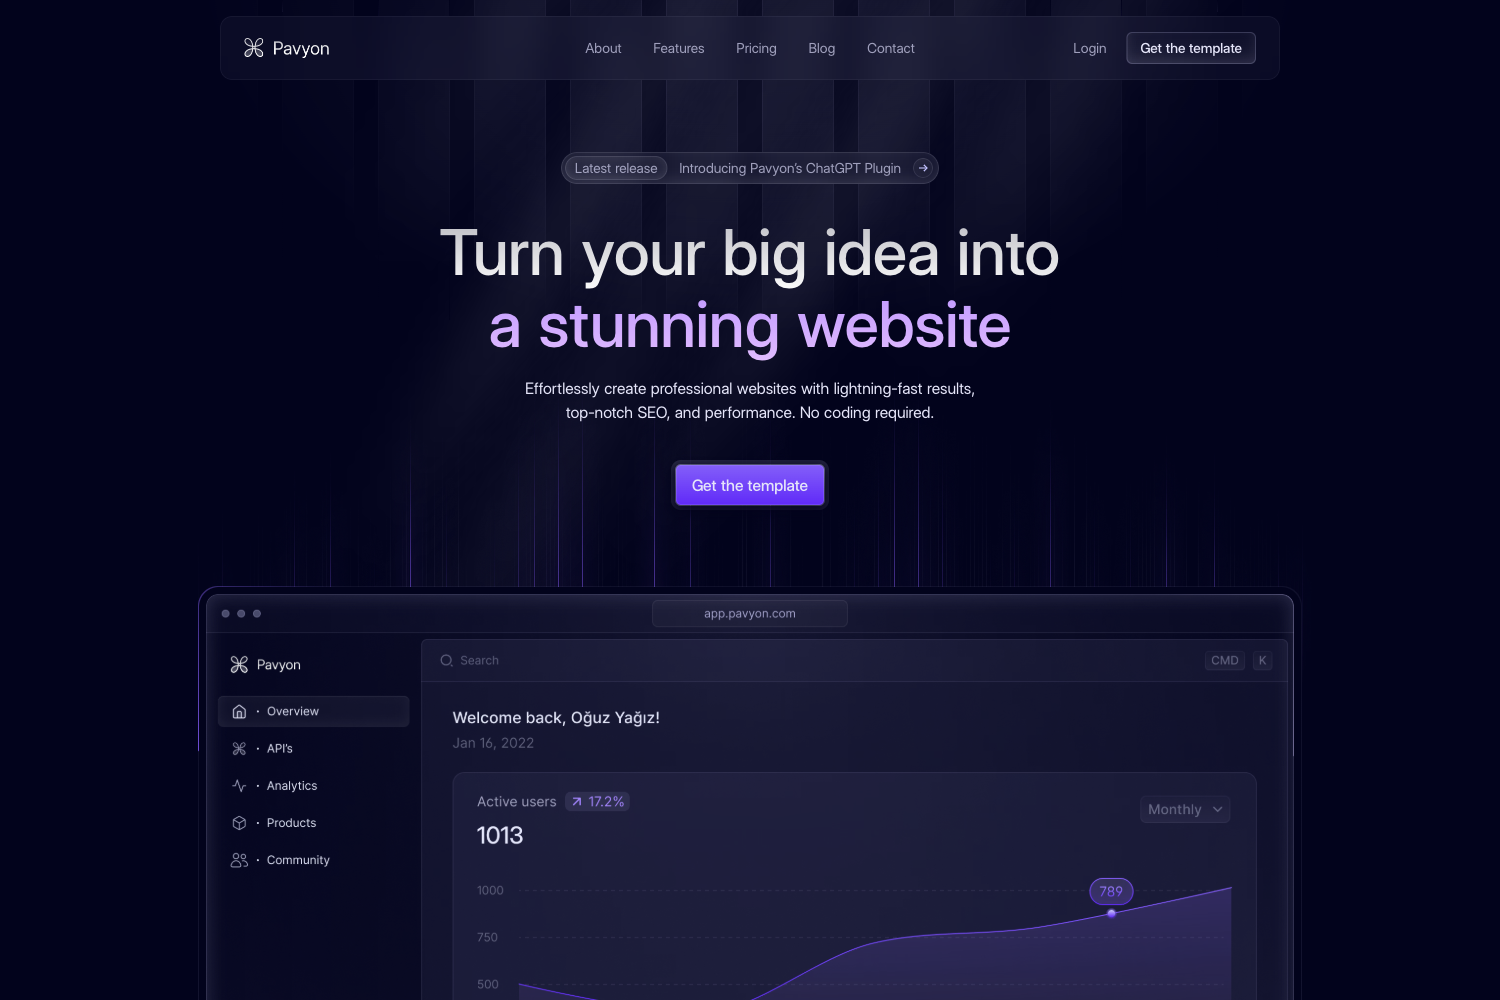 Pavyon
About Features Pricing Blog Contact
Login Get the template
Latest release Introducing Pavyon's ChatGPT Plugin
Turn your big idea into
a stunning website
Effortlessly create professional websites with lightning-fast results,
top-notch SEO, and performance. No coding required.
Get the template
app.pavyon.com
Pavyon
Overview
API's
Analytics
Products
Community
Search CMD K
Welcome back, Oğuz Yağız!
Jan 16, 2022
Active users 17.2%
1013
Monthly
1000
789
750
500